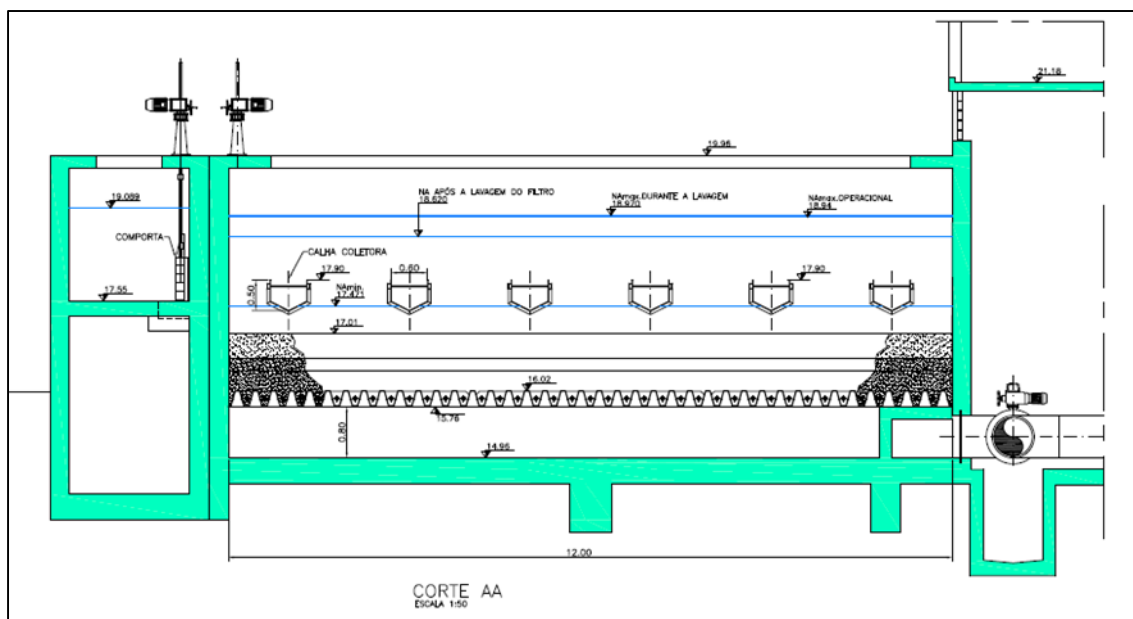 21.18
19.98
19.089
NA APÓS A LAVAGEM DO FILTRO
18.620
NAmax.DURANTE A LAVAGEM
18.970
NAmax.OPERACIONAL
18.94
COMPORTA
CALHA COLETORA
17.90
0.60
17.90
0.50
NAmin.
17.471
17.55
17.01
16.02
15.76
0.80
14.96
12.00
CORTE AA
ESCALA 1:50